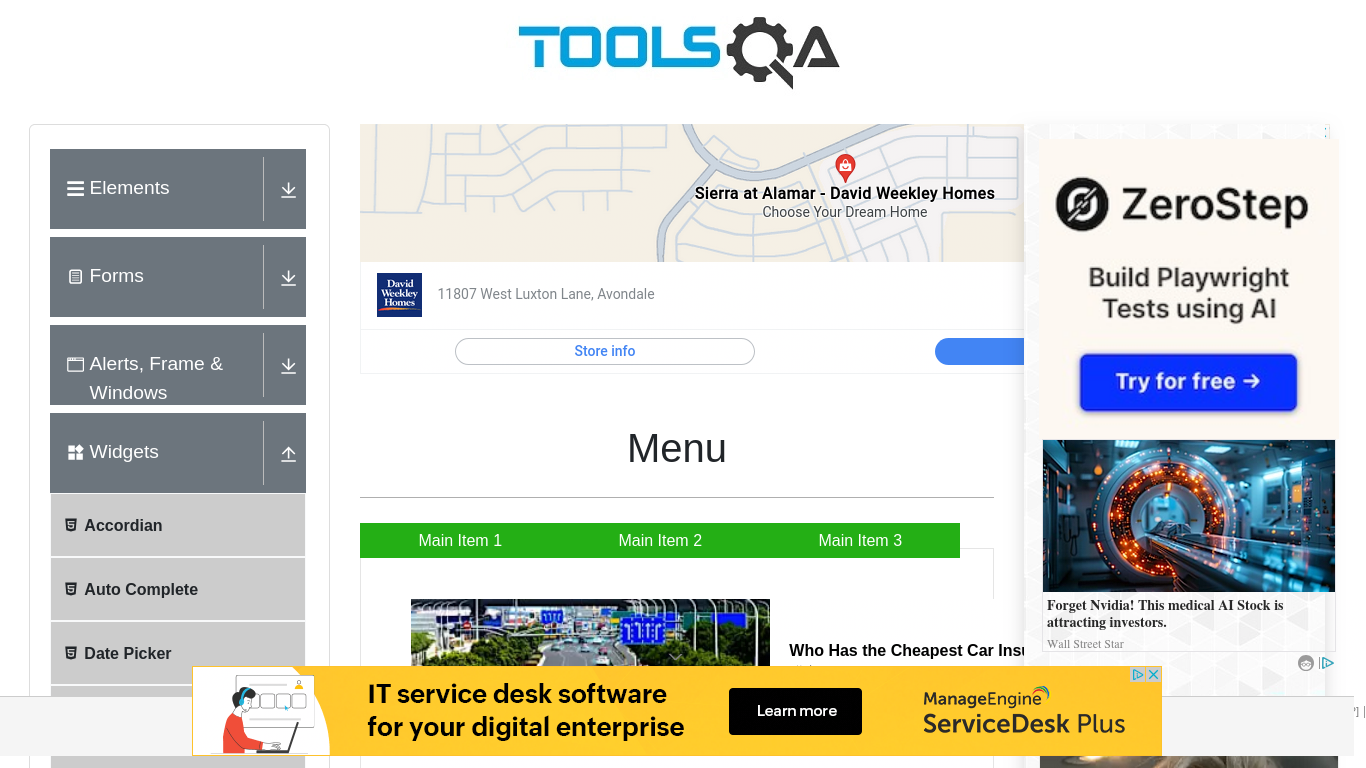 TOOLSQA
Elements
Forms
Alerts, Frame &
Windows
Widgets
Accordian
Auto Complete
Date Picker
Sierra at Alamar - David Weekley Homes
Choose Your Dream Home
David
Weekley
Homes
11807 West Luxton Lane, Avondale
Store info
Menu
Main Item 1
Main Item 2
Main Item 3
Who Has the Cheapest Car
ZeroStep
Build Playwright
Tests using AI
Try for free →
Forget Nvidia! This medical AI Stock is
attracting investors.
Wall Street Star
IT service desk software
for your digital enterprise
Learn more
ManageEngine
ServiceDesk Plus